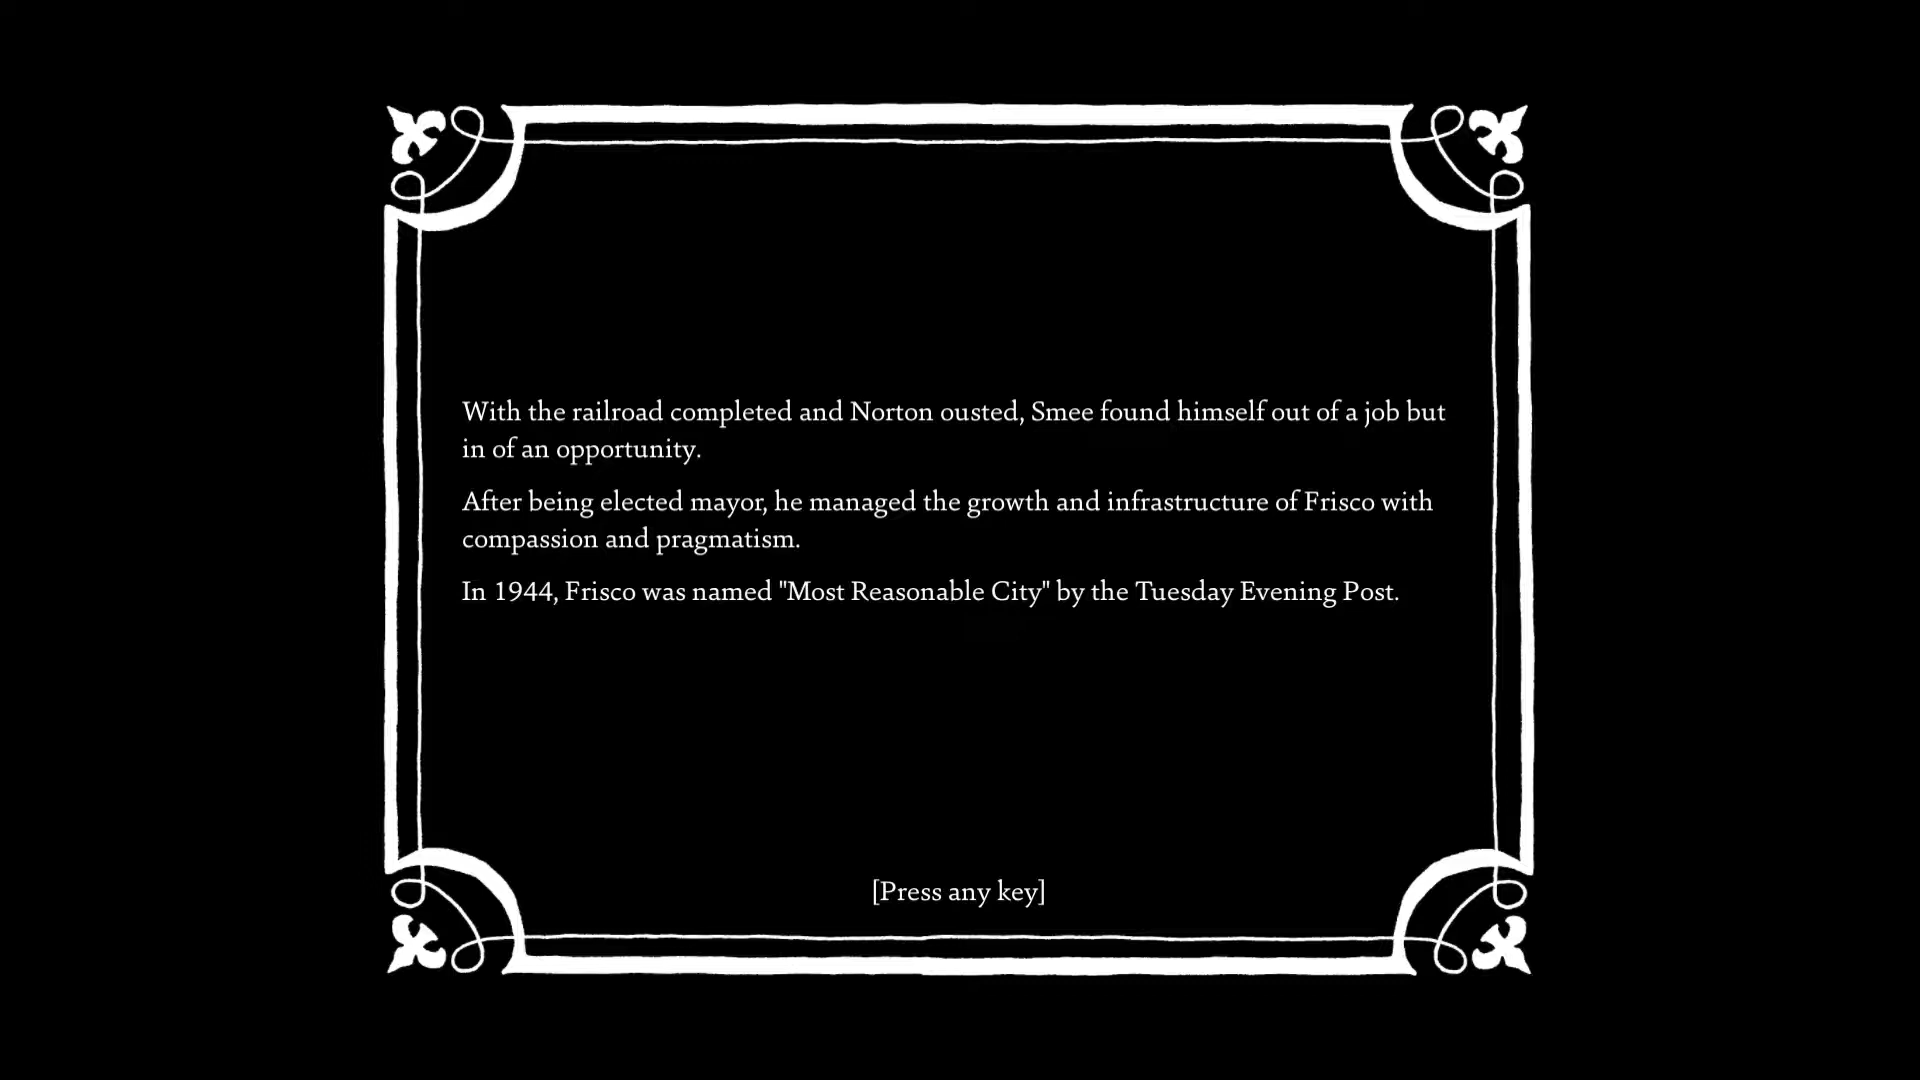 With the railroad completed and Norton ousted, Smee found himself out of a job but
in of an opportunity.
After being elected mayor, he managed the growth and infrastructure of Frisco with
compassion and pragmatism.
In 1944, Frisco was named "Most Reasonable City" by the Tuesday Evening Post.
[Press any key]